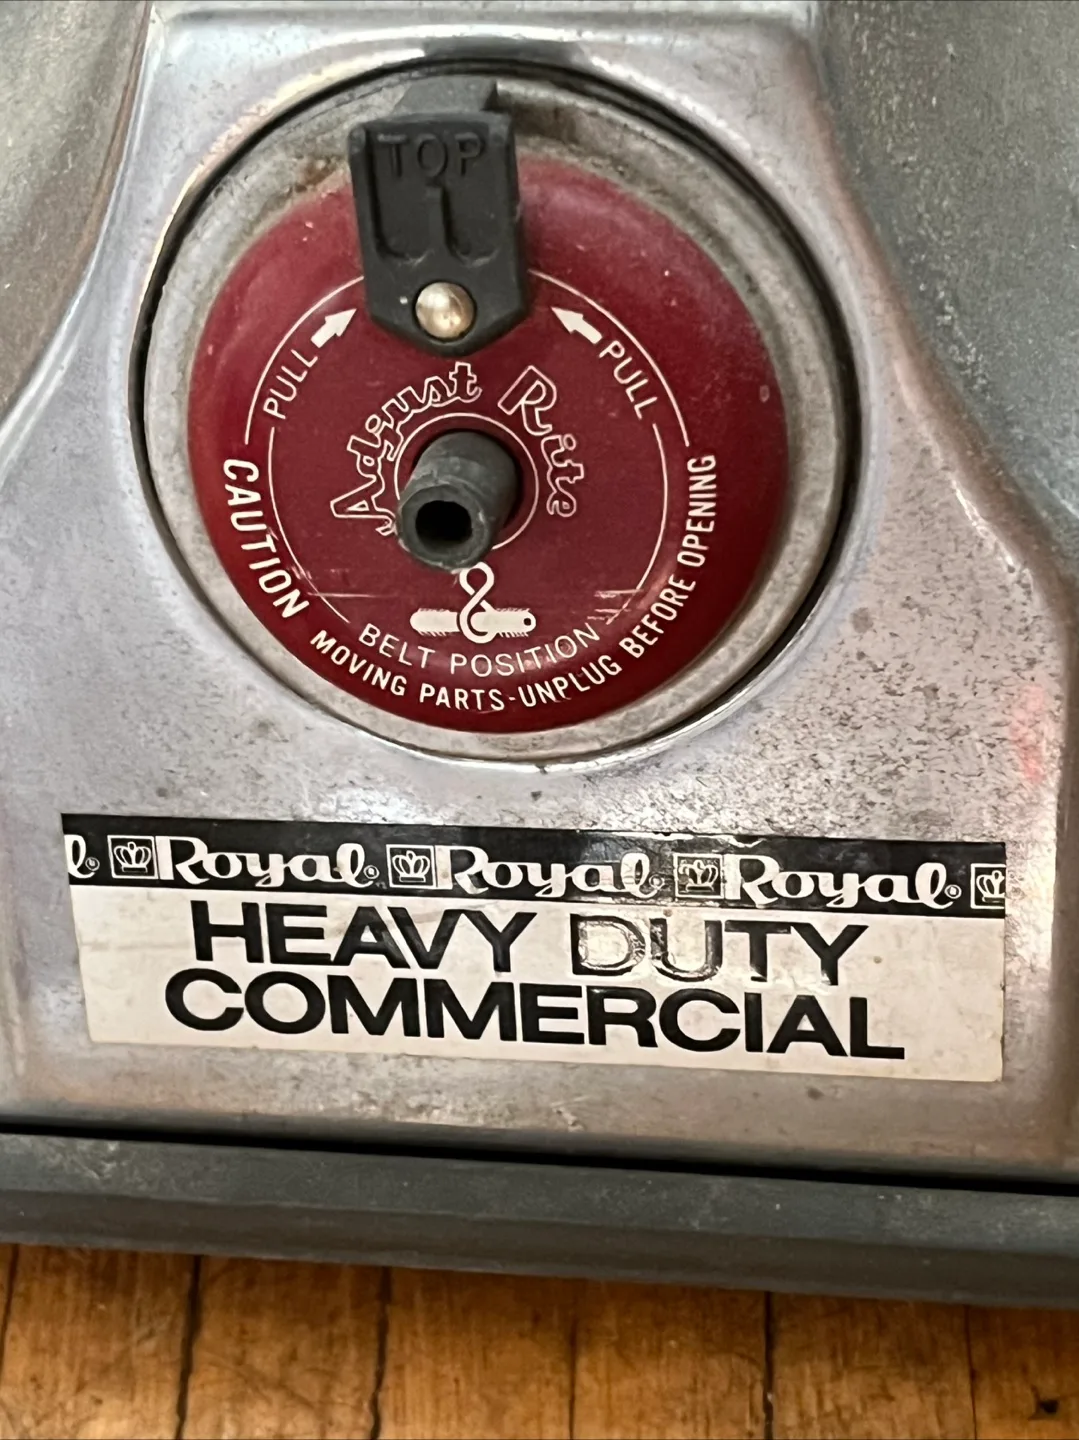 TOP
PULL
PULL
Adjust Rite
BELT POSITION
CAUTION
MOVING PARTS-UNPLUG BEFORE OPENING
l® Royal® Royal® Royal®
HEAVY DUTY
COMMERCIAL